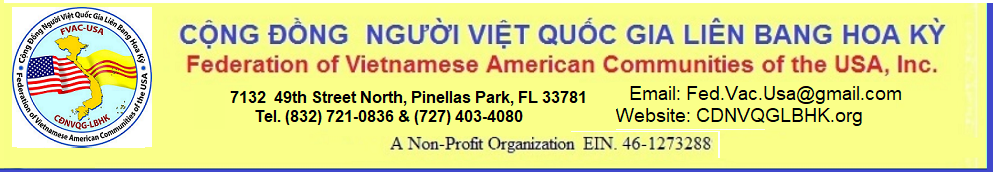 Cộng Đồng Người Việt Quốc Gia Liên Bang Hoa Kỳ
FVAC-USA
CĐNVQG-LBHK
Federation of Vietnamese American Communities of the USA
CỘNG ĐỒNG NGƯỜI VIỆT QUỐC GIA LIÊN BANG HOA KỲ
Federation of Vietnamese American Communities of the USA, Inc.
7132 49th Street North, Pinellas Park, FL 33781
Tel. (832) 721-0836 & (727) 403-4080
Email: Fed.Vac.Usa@gmail.com
Website: CDNVQGLBHK.org
A Non-Profit Organization EIN. 46-1273288